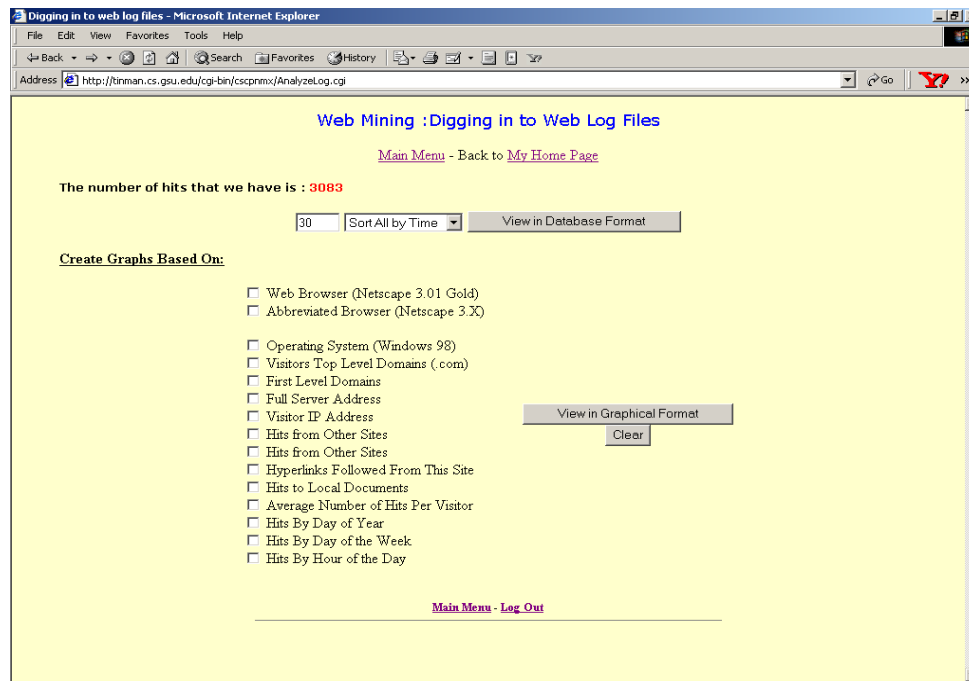 Digging in to web log files - Microsoft Internet Explorer
File Edit View Favorites Tools Help
Back Search Favorites History
Address http://tinman.cs.gsu.edu/cgi-bin/cscpnmx/AnalyzeLog.cgi Go Y! »
Web Mining :Digging in to Web Log Files
Main Menu - Back to My Home Page
The number of hits that we have is : 3083
30 Sort All by Time View in Database Format
Create Graphs Based On:
Web Browser (Netscape 3.01 Gold)
Abbreviated Browser (Netscape 3.X)
Operating System (Windows 98)
Visitors Top Level Domains (.com)
First Level Domains
Full Server Address
Visitor IP Address
Hits from Other Sites
Hits from Other Sites
Hyperlinks Followed From This Site
Hits to Local Documents
Average Number of Hits Per Visitor
Hits By Day of Year
Hits By Day of the Week
Hits By Hour of the Day
View in Graphical Format
Clear
Main Menu - Log Out